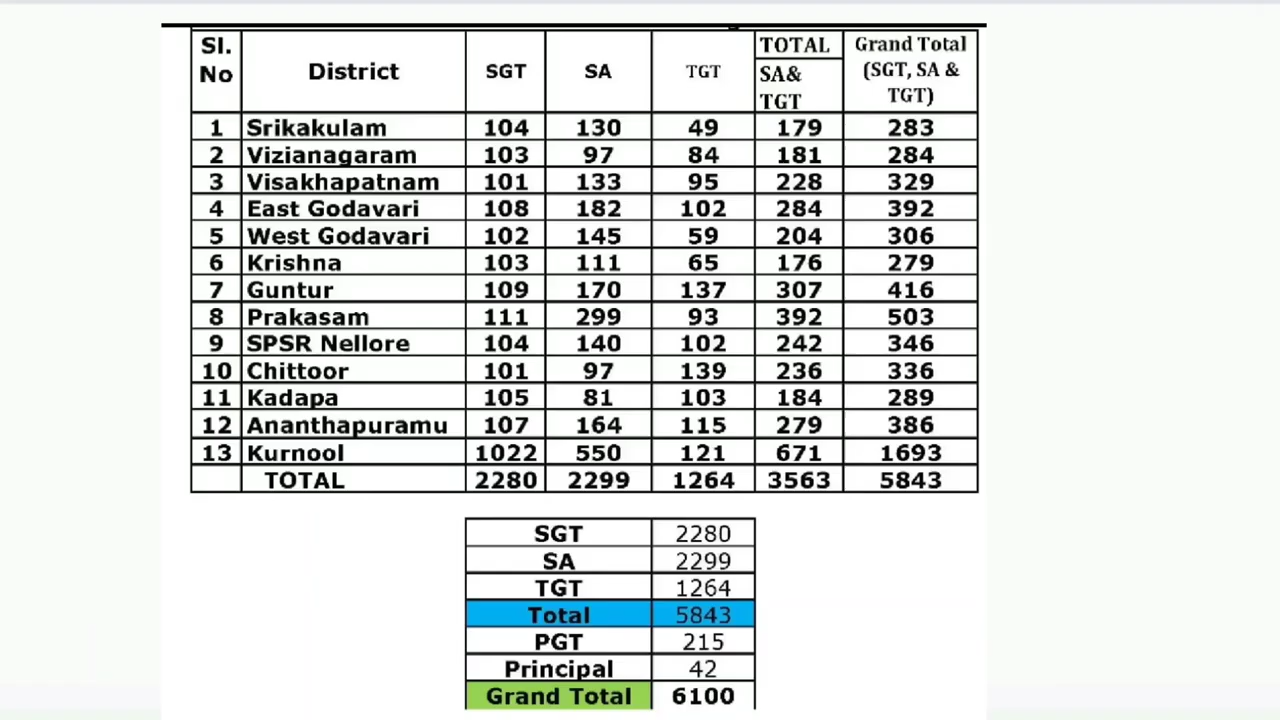 Sl. No District SGT SA TGT TOTAL SA& TGT Grand Total (SGT, SA & TGT)
1 Srikakulam 104 130 49 179 283
2 Vizianagaram 103 97 84 181 284
3 Visakhapatnam 101 133 95 228 329
4 East Godavari 108 182 102 284 392
5 West Godavari 102 145 59 204 306
6 Krishna 103 111 65 176 279
7 Guntur 109 170 137 307 416
8 Prakasam 111 299 93 392 503
9 SPSR Nellore 104 140 102 242 346
10 Chittoor 101 97 139 236 336
11 Kadapa 105 81 103 184 289
12 Ananthapuramu 107 164 115 279 386
13 Kurnool 1022 550 121 671 1693
TOTAL 2280 2299 1264 3563 5843
SGT 2280
SA 2299
TGT 1264
Total 5843
PGT 215
Principal 42
Grand Total 6100